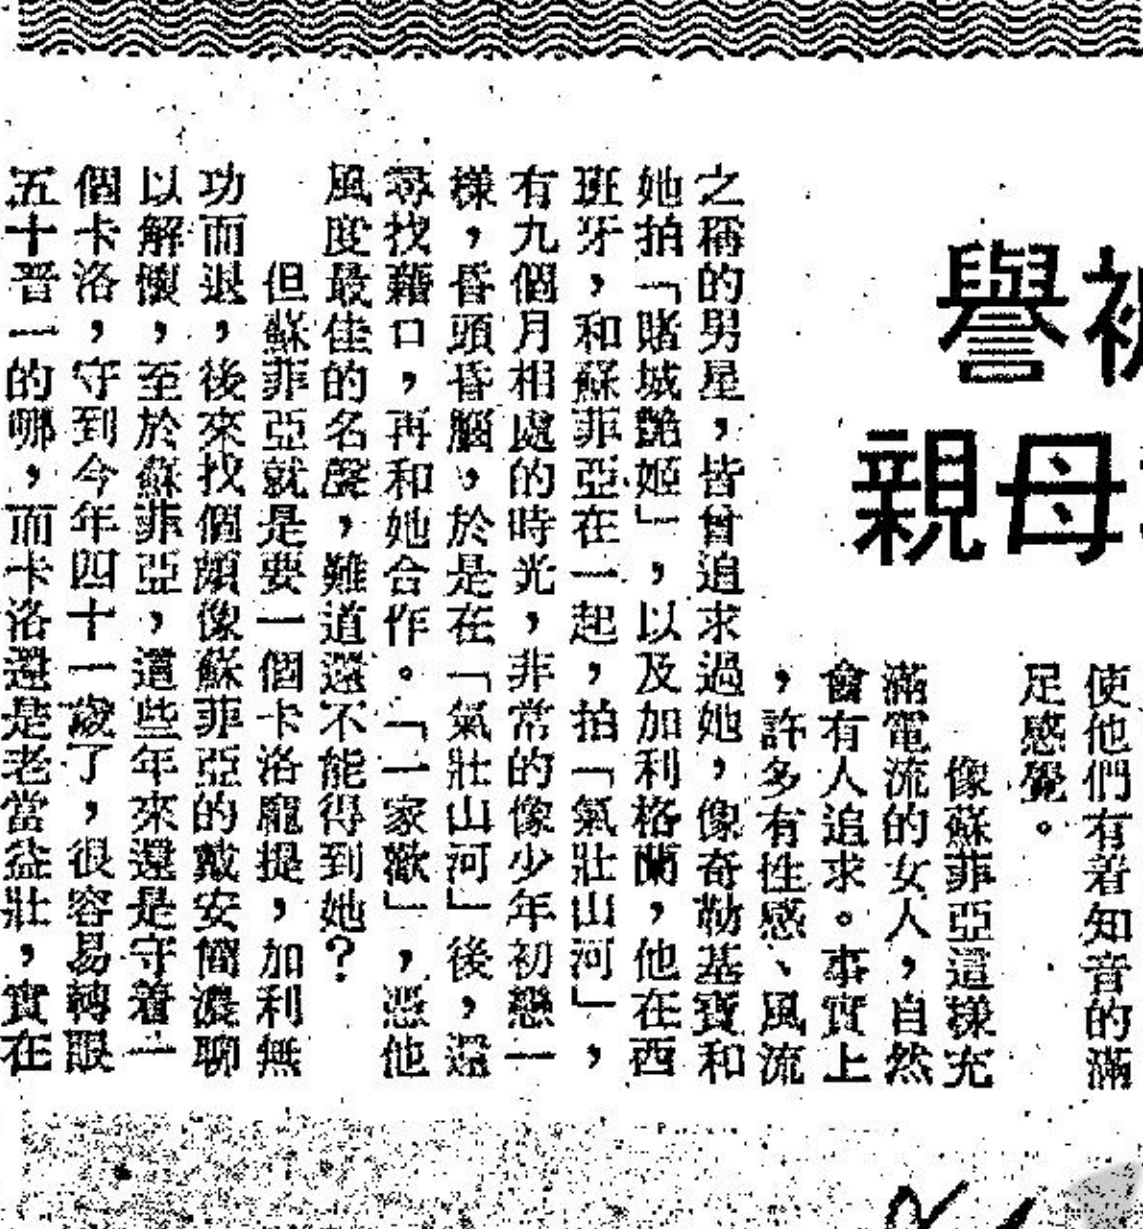 被譽
母親
使他們有着知音的滿
足感覺。
像蘇菲亞這樣充
滿電流的女人，自然
會有人追求。事實上
，許多有性感、風流
之稱的男星，皆曾追求過她，像奇勒基寶和
她拍「賭城艷姬」，以及加利格蘭，他在西
班牙，和蘇菲亞在一起，拍「氣壯山河」，
有九個月相處的時光，非常的像少年初戀一
樣，昏頭昏腦，於是在「氣壯山河」後，還
尋找藉口，再和她合作。「一家歡」，憑他
風度最佳的名聲，難道還不能得到她？
但蘇菲亞就是要一個卡洛龐提，加利無
功而退，後來找個頗像蘇菲亞的戴安簡濃聊
以解懷，至於蘇菲亞，這些年來還是守着一
個卡洛，守到今年四十一歲了，很容易轉眼
五十晋一的哪，而卡洛還是老當益壯，實在